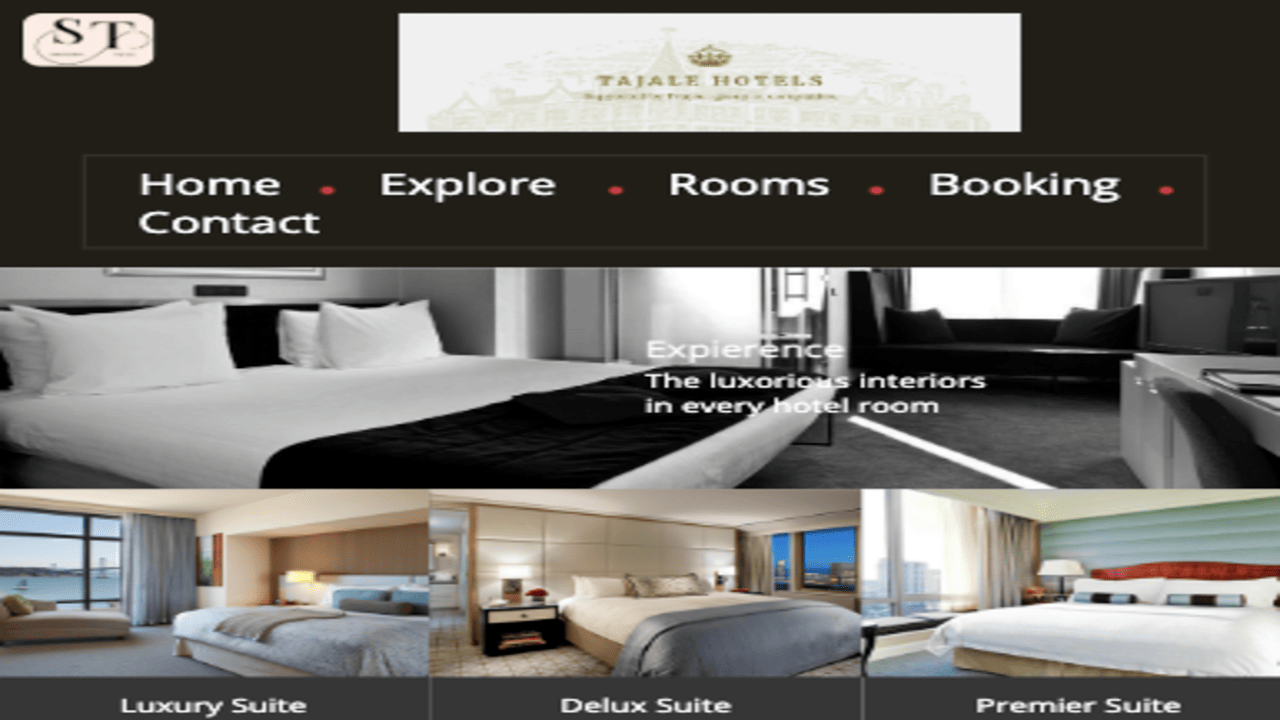 ST
TAJALE HOTELS
Home Explore Rooms Booking
Contact
Expierence
The luxorious interiors
in every hotel room
Luxury Suite
Delux Suite
Premier Suite